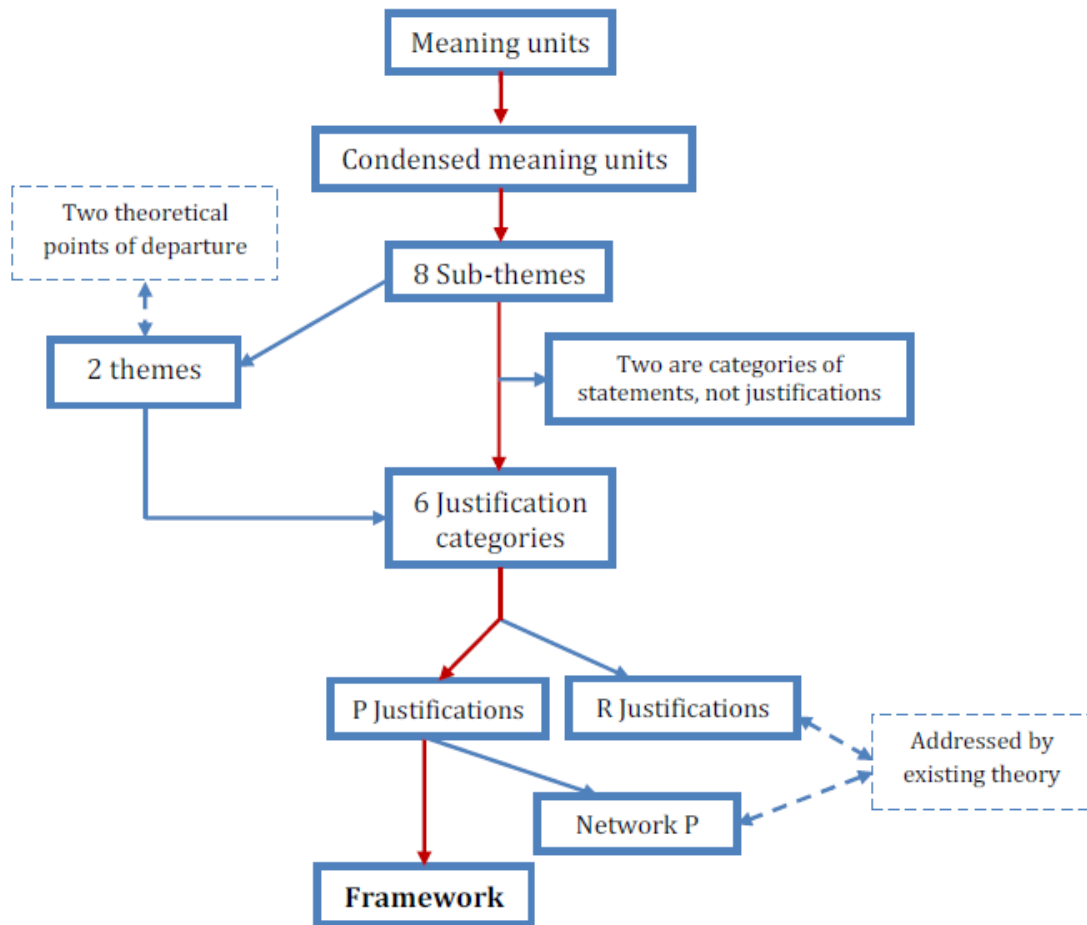 Meaning units
Condensed meaning units
Two theoretical
points of departure
8 Sub-themes
2 themes
Two are categories of
statements, not justifications
6 Justification
categories
P Justifications
R Justifications
Addressed by
existing theory
Network P
Framework